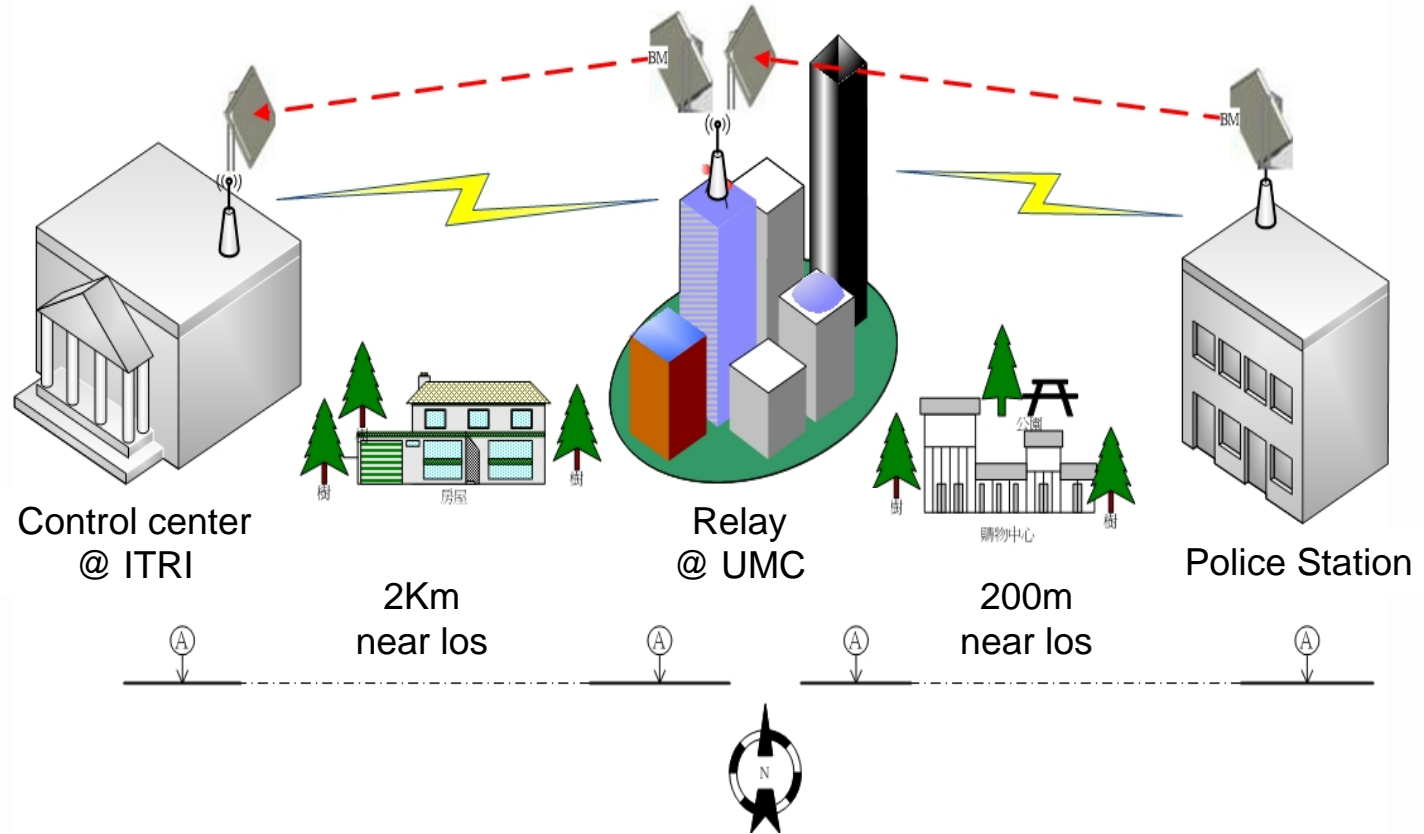 BM
BM
公園
樹
樹
房屋
樹
樹
購物中心
樹
Control center
@ ITRI
Relay
@ UMC
Police Station
2Km
near los
200m
near los
A
A
A
A
N